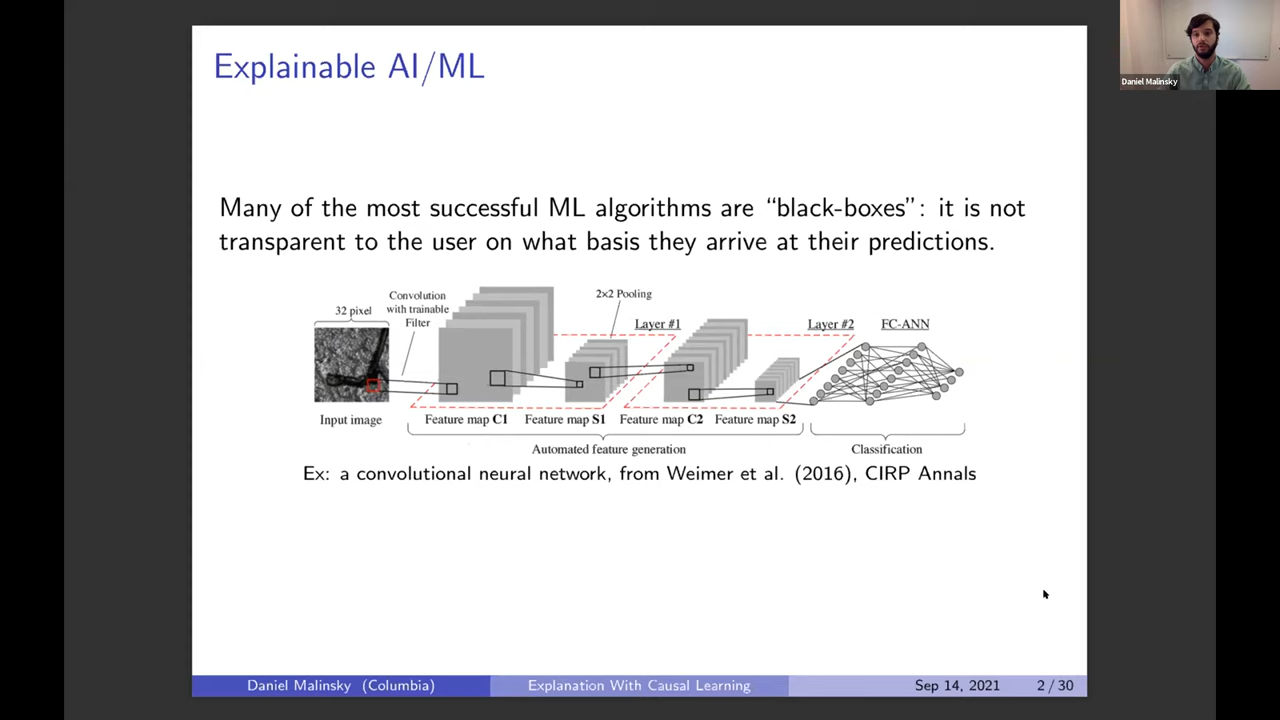 Explainable AI/ML
Daniel Malinsky
Many of the most successful ML algorithms are “black-boxes”: it is not
transparent to the user on what basis they arrive at their predictions.
32 pixel
Convolution
with trainable
Filter
2×2 Pooling
Layer #1
Layer #2
FC-ANN
Input image
Feature map C1
Feature map S1
Feature map C2
Feature map S2
Automated feature generation
Classification
Ex: a convolutional neural network, from Weimer et al. (2016), CIRP Annals
Daniel Malinsky (Columbia)
Explanation With Causal Learning
Sep 14, 2021
2 / 30